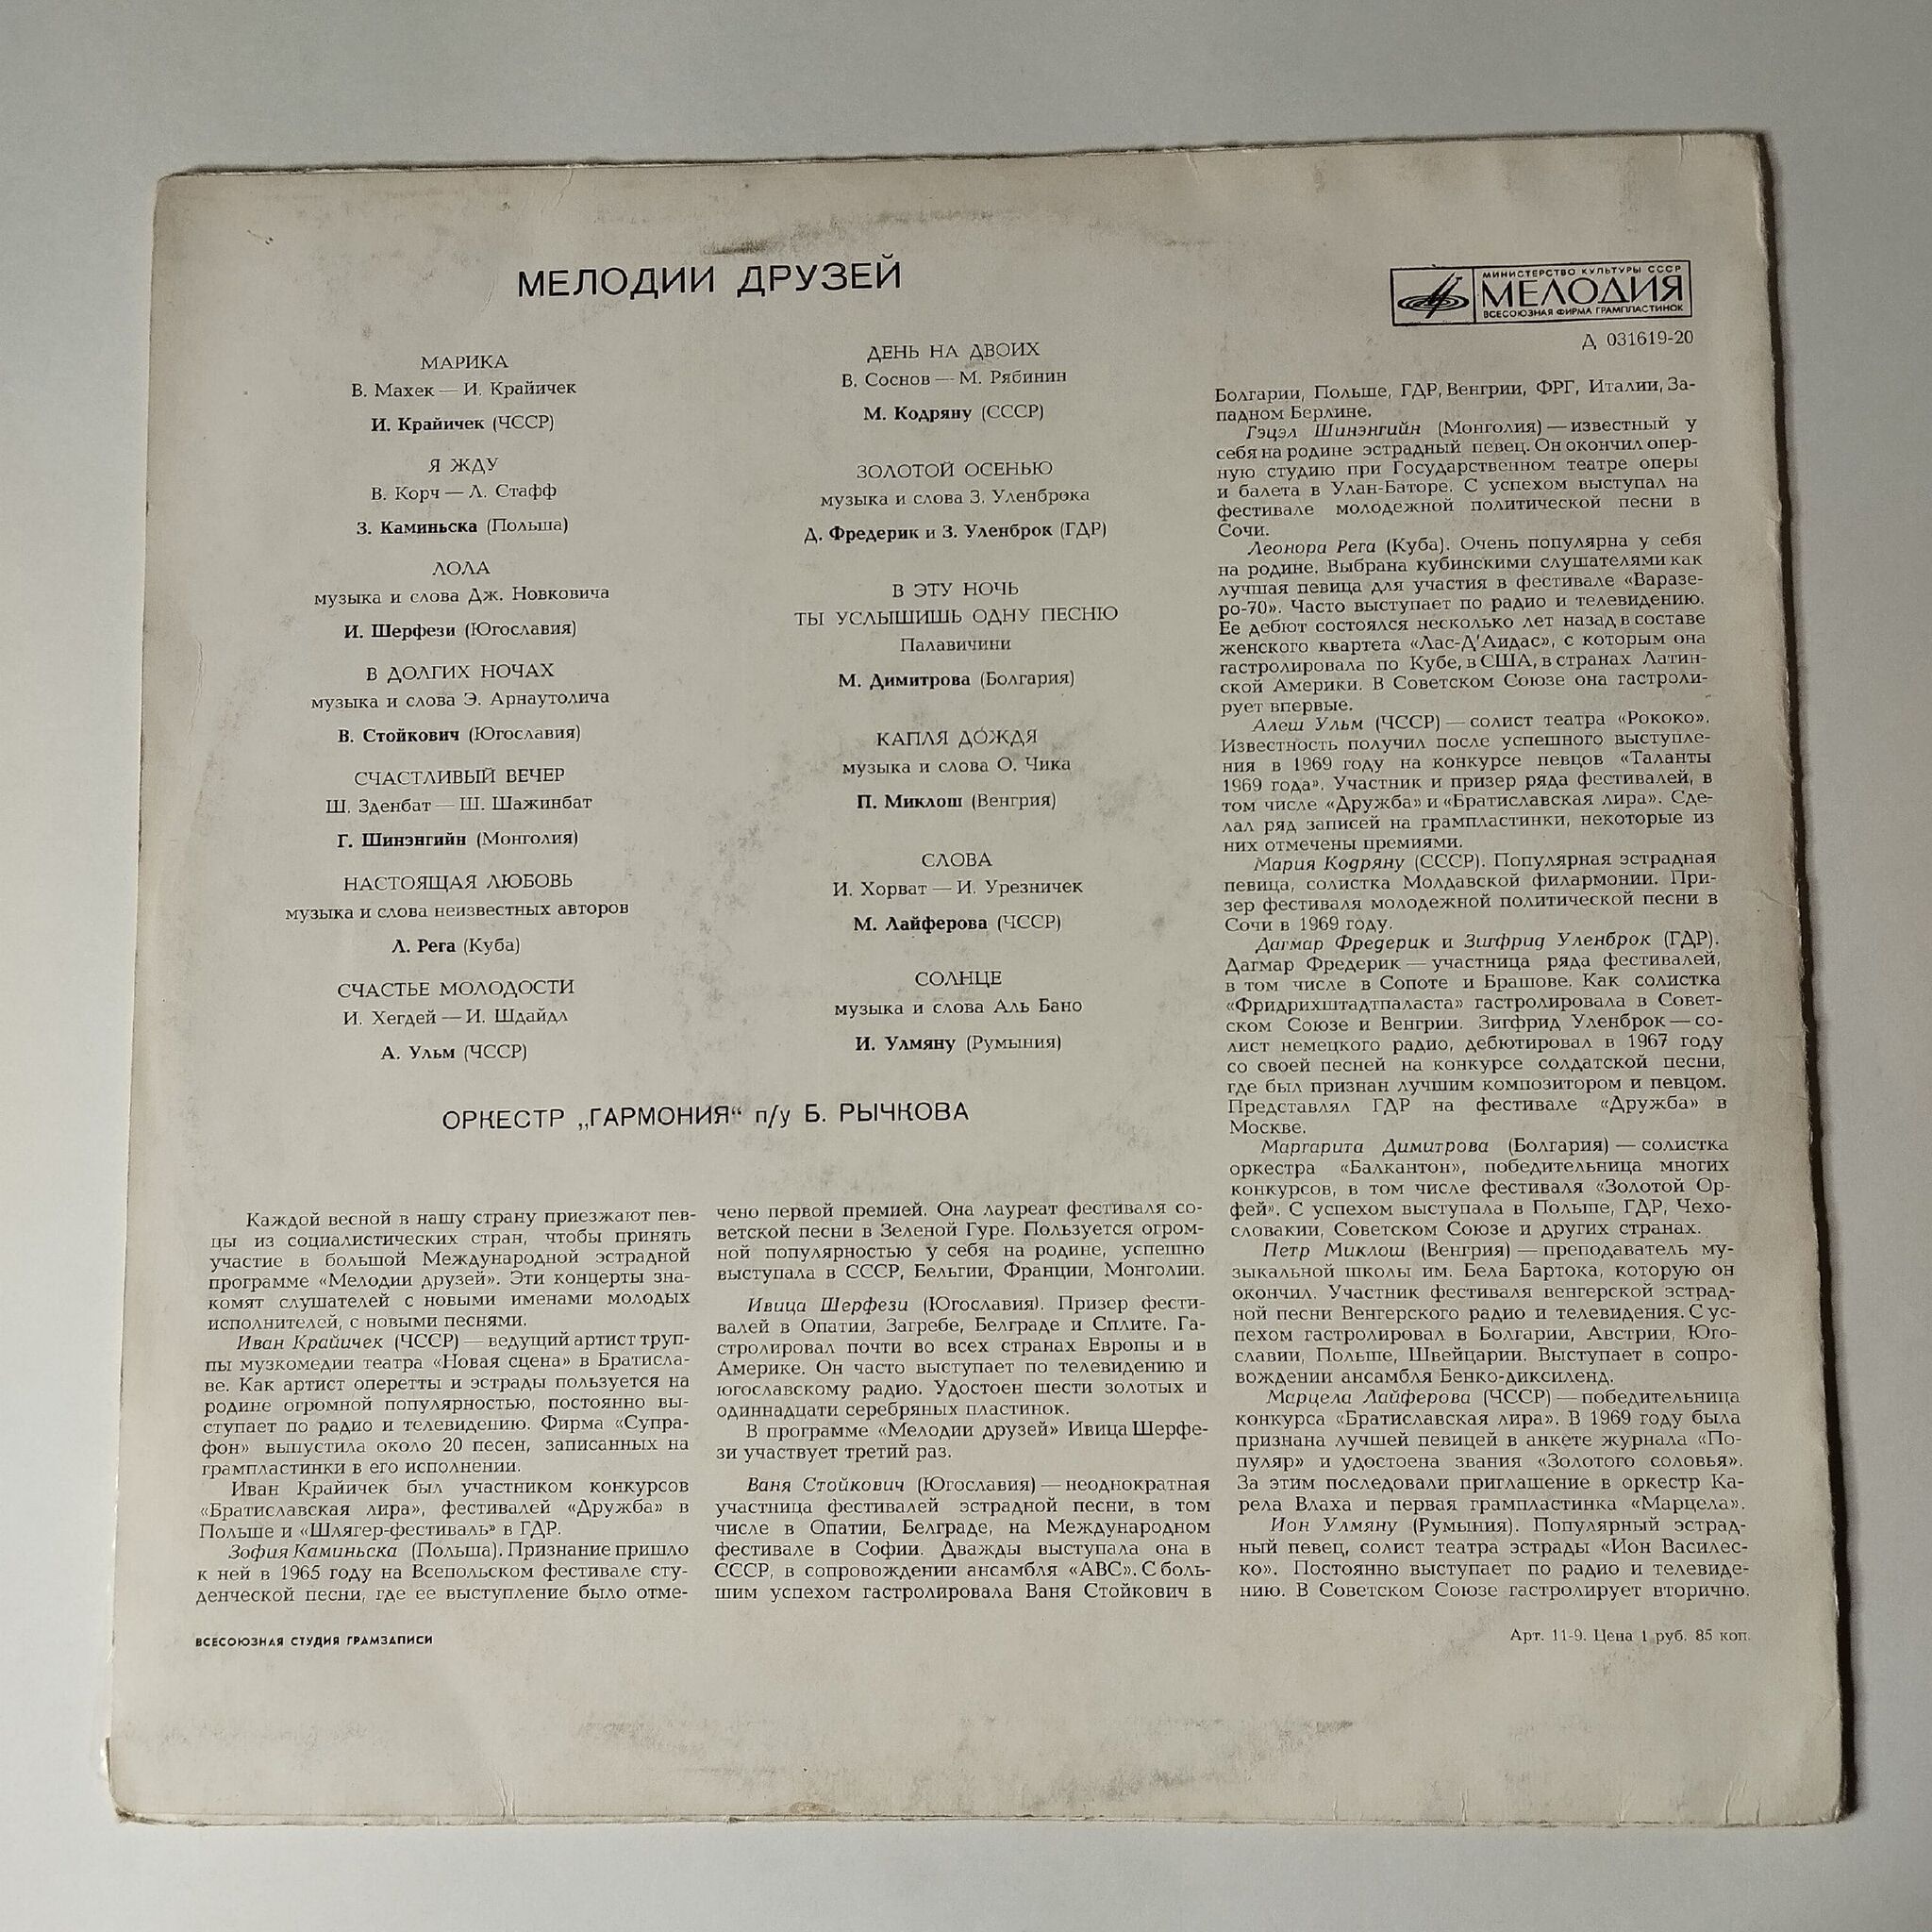 МЕЛОДИИ ДРУЗЕЙ
МИНИСТЕРСТВО КУЛЬТУРЫ СССР
МЕЛОДИЯ
ВСЕСОЮЗНАЯ ФИРМА ГРАМПЛАСТИНОК
Д 031619-20
МАРИКА
В. Махек — И. Крайичек
И. Крайичек (ЧССР)
Я ЖДУ
В. Корч — Л. Стафф
З. Каминьска (Польша)
ЛОЛА
музыка и слова Дж. Новковича
И. Шерфези (Югославия)
В ДОЛГИХ НОЧАХ
музыка и слова Э. Арнаутолича
В. Стойкович (Югославия)
СЧАСТЛИВЫЙ ВЕЧЕР
Ш. Зденбат — Ш. Шажинбат
Г. Шинэнгийн (Монголия)
НАСТОЯЩАЯ ЛЮБОВЬ
музыка и слова неизвестных авторов
Л. Рега (Куба)
СЧАСТЬЕ МОЛОДОСТИ
И. Хегдей — И. Шдайдл
А. Ульм (ЧССР)
ДЕНЬ НА ДВОИХ
В. Соснов — М. Рябинин
М. Кодряну (СССР)
ЗОЛОТОЙ ОСЕНЬЮ
музыка и слова З. Уленброка
Д. Фредерик и З. Уленброк (ГДР)
В ЭТУ НОЧЬ
ТЫ УСЛЫШИШЬ ОДНУ ПЕСНЮ
Палавичини
М. Димитрова (Болгария)
КАПЛЯ ДОЖДЯ
музыка и слова О. Чика
П. Миклош (Венгрия)
СЛОВА
И. Хорват — И. Урезничек
М. Лайферова (ЧССР)
СОЛНЦЕ
музыка и слова Аль Бано
И. Улмяну (Румыния)
ОРКЕСТР „ГАРМОНИЯ“ п/у Б. РЫЧКОВА
Каждой весной в нашу страну приезжают пев-
цы из социалистических стран, чтобы принять
участие в большой Международной эстрадной
программе «Мелодии друзей». Эти концерты зна-
комят слушателей с новыми именами молодых
исполнителей, с новыми песнями.
Иван Крайичек (ЧССР) — ведущий артист труп-
пы музкомедии театра «Новая сцена» в Братисла-
ве. Как артист оперетты и эстрады пользуется на
родине огромной популярностью, постоянно вы-
ступает по радио и телевидению. Фирма «Супра-
фон» выпустила около 20 песен, записанных на
грампластинки в его исполнении.
Иван Крайичек был участником конкурсов
«Братиславская лира», фестивалей «Дружба» в
Польше и «Шлягер-фестиваль» в ГДР.
Зофия Каминьска (Польша). Признание пришло
к ней в 1965 году на Всепольском фестивале сту-
денческой песни, где ее выступление было отме-
чено первой премией. Она лауреат фестиваля со-
ветской песни в Зеленой Гуре. Пользуется огром-
ной популярностью у себя на родине, успешно
выступала в СССР, Бельгии, Франции, Монголии.
Ивица Шерфези (Югославия). Призер фести-
валей в Опатии, Загребе, Белграде и Сплите. Га-
стролировал почти во всех странах Европы и в
Америке. Он часто выступает по телевидению и
югославскому радио. Удостоен шести золотых и
одиннадцати серебряных пластинок.
В программе «Мелодии друзей» Ивица Шерфе-
зи участвует третий раз.
Ваня Стойкович (Югославия) — неоднократная
участница фестивалей эстрадной песни, в том
числе в Опатии, Белграде, на Международном
фестивале в Софии. Дважды выступала она в
СССР, в сопровождении ансамбля «АВС». С боль-
шим успехом гастролировала Ваня Стойкович в
Болгарии, Польше, ГДР, Венгрии, ФРГ, Италии, За-
падном Берлине.
Гэцэл Шинэнгийн (Монголия) — известный у
себя на родине эстрадный певец. Он окончил опер-
ную студию при Государственном театре оперы
и балета в Улан-Баторе. С успехом выступал на
фестивале молодежной политической песни в
Сочи.
Леонора Рега (Куба). Очень популярна у себя
на родине. Выбрана кубинскими слушателями как
лучшая певица для участия в фестивале «Варазе-
ро-70». Часто выступает по радио и телевидению.
Ее дебют состоялся несколько лет назад в составе
женского квартета «Лас-Д'Аидас», с которым она
гастролировала по Кубе, в США, в странах Латин-
ской Америки. В Советском Союзе она гастроли-
рует впервые.
Алеш Ульм (ЧССР) — солист театра «Рококо».
Известность получил после успешного выступле-
ния в 1969 году на конкурсе певцов «Таланты
1969 года». Участник и призер ряда фестивалей, в
том числе «Дружба» и «Братиславская лира». Сде-
лал ряд записей на грампластинки, некоторые из
них отмечены премиями.
Мария Кодряну (СССР). Популярная эстрадная
певица, солистка Молдавской филармонии. При-
зер фестиваля молодежной политической песни в
Сочи в 1969 году.
Дагмар Фредерик и Зигфрид Уленброк (ГДР).
Дагмар Фредерик — участница ряда фестивалей,
в том числе в Сопоте и Брашове. Как солистка
«Фридрихштадтпаласта» гастролировала в Совет-
ском Союзе и Венгрии. Зигфрид Уленброк — со-
лист немецкого радио, дебютировал в 1967 году
со своей песней на конкурсе солдатской песни,
где был признан лучшим композитором и певцом.
Представлял ГДР на фестивале «Дружба» в
Москве.
Маргарита Димитрова (Болгария) — солистка
оркестра «Балкантон», победительница многих
конкурсов, в том числе фестиваля «Золотой Ор-
фей». С успехом выступала в Польше, ГДР, Чехо-
словакии, Советском Союзе и других странах.
Петр Миклош (Венгрия) — преподаватель му-
зыкальной школы им. Бела Бартока, которую он
окончил. Участник фестиваля венгерской эстрад-
ной песни Венгерского радио и телевидения. С ус-
пехом гастролировал в Болгарии, Австрии, Юго-
славии, Польше, Швейцарии. Выступает в сопро-
вождении ансамбля Бенко-диксиленд.
Марцела Лайферова (ЧССР) — победительница
конкурса «Братиславская лира». В 1969 году была
признана лучшей певицей в анкете журнала «По-
пуляр» и удостоена звания «Золотого соловья».
За этим последовали приглашение в оркестр Ка-
рела Влаха и первая грампластинка «Марцела».
Ион Улмяну (Румыния). Популярный эстрад-
ный певец, солист театра эстрады «Ион Василес-
ко». Постоянно выступает по радио и телевиде-
нию. В Советском Союзе гастролирует вторично.
ВСЕСОЮЗНАЯ СТУДИЯ ГРАМЗАПИСИ
Арт. 11-9. Цена 1 руб. 85 коп.